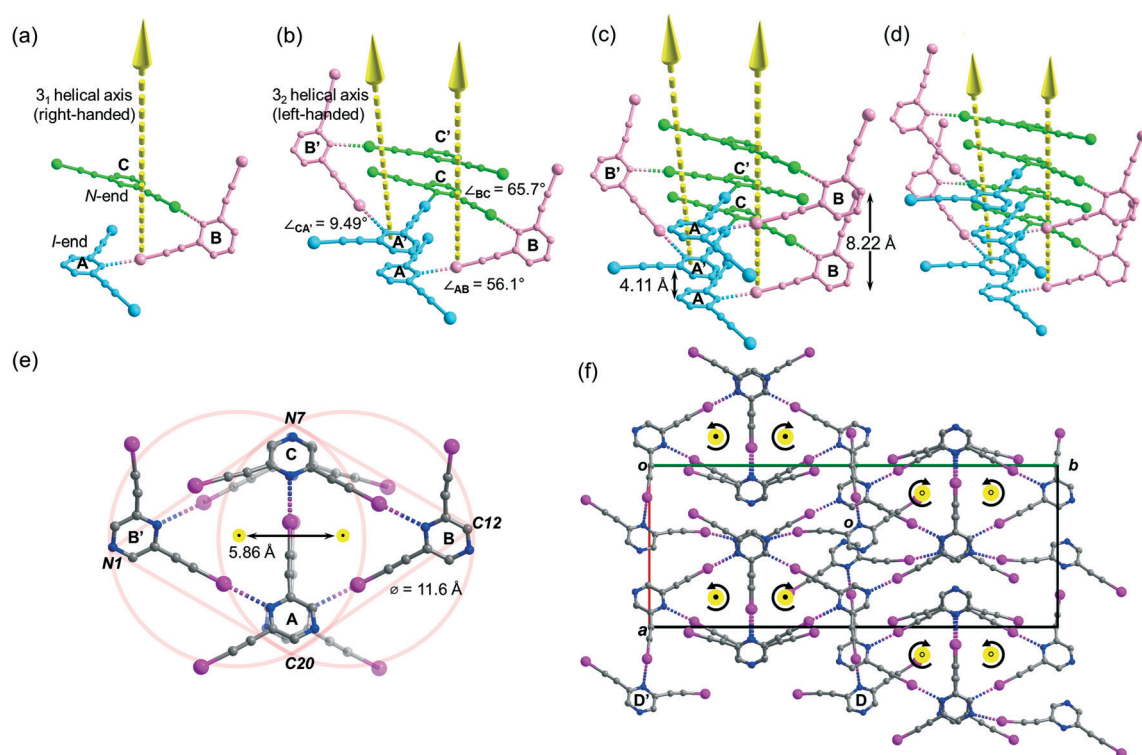 (a)
3₁ helical axis
(right-handed)
C
N-end
I-end
A
B
(b)
3₂ helical axis
(left-handed)
B'
C'
C
∠BC = 65.7°
∠CA' = 9.49°
A'
B
A
∠AB = 56.1°
(c)
B'
C'
C
B
A
8.22 Å
A'
B
4.11 Å
A
(d)
(e)
N7
C
B'
B
C12
N1
5.86 Å
ø = 11.6 Å
A
C20
(f)
o
b
o
a
D'
D